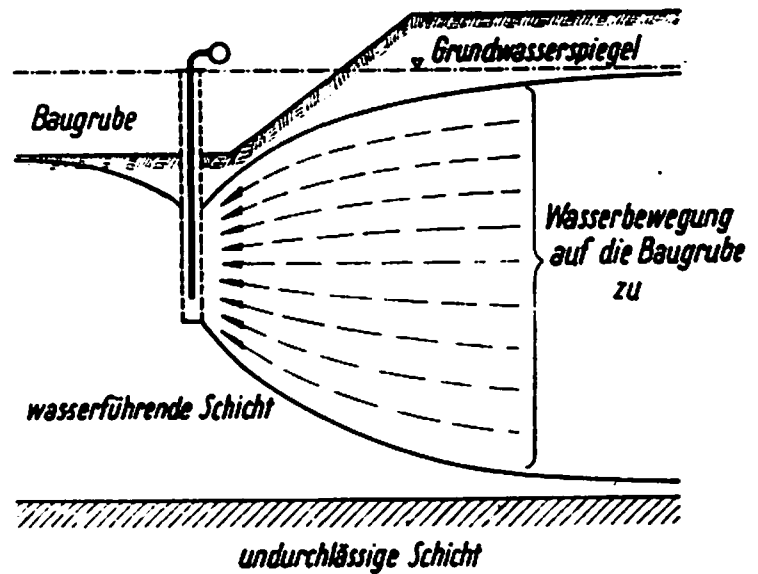 Grundwasserspiegel
Baugrube
Wasserbewegung
auf die Baugrube
zu
wasserführende Schicht
undurchlässige Schicht